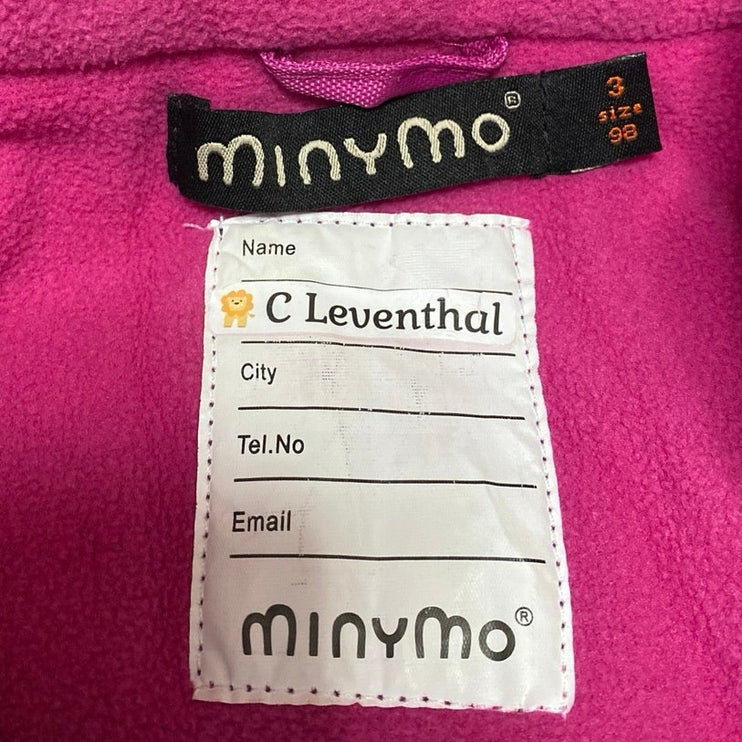 minymo®
3
size
98
Name
C Leventhal
City
Tel.No
Email
minymo®